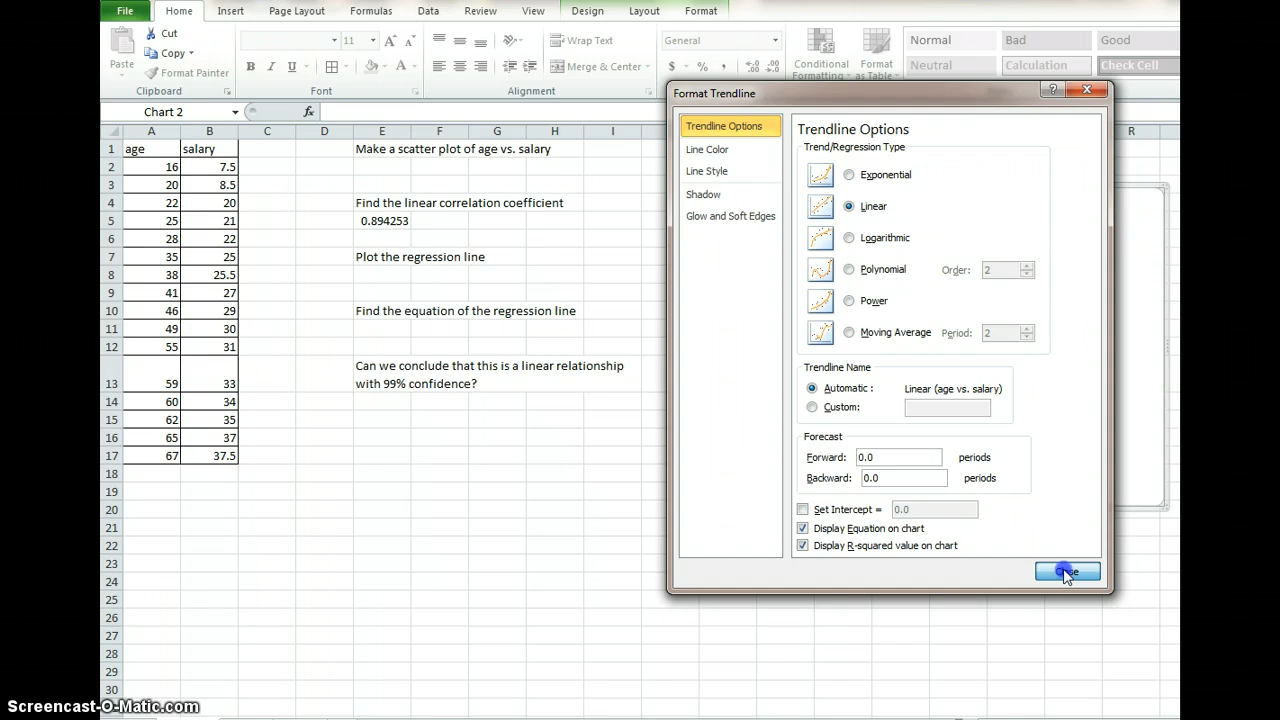 File Home Insert Page Layout Formulas Data Review View Design Layout Format
Cut
Copy
Format Painter
Paste
11
B I U
Wrap Text
Merge & Center
General
$ % ,
Conditional
Formatting
Format
as Table
Normal Bad Good
Neutral Calculation Check Cell
Clipboard Font Alignment
Chart 2 fx
A B C D E F G H I R
1 age salary Make a scatter plot of age vs. salary
2 16 7.5
3 20 8.5
4 22 20 Find the linear correlation coefficient
5 25 21 0.894253
6 28 22
7 35 25 Plot the regression line
8 38 25.5
9 41 27
10 46 29 Find the equation of the regression line
11 49 30
12 55 31
Can we conclude that this is a linear relationship
13 59 33 with 99% confidence?
14 60 34
15 62 35
16 65 37
17 67 37.5
18
19
20
21
22
23
24
25
26
27
28
29
30
Format Trendline
Trendline Options
Line Color
Line Style
Shadow
Glow and Soft Edges
Trendline Options
Trend/Regression Type
Exponential
Linear
Logarithmic
Polynomial Order: 2
Power
Moving Average Period: 2
Trendline Name
Automatic : Linear (age vs. salary)
Custom:
Forecast
Forward: 0.0 periods
Backward: 0.0 periods
Set Intercept = 0.0
Display Equation on chart
Display R-squared value on chart
Close
Screencast-O-Matic.com